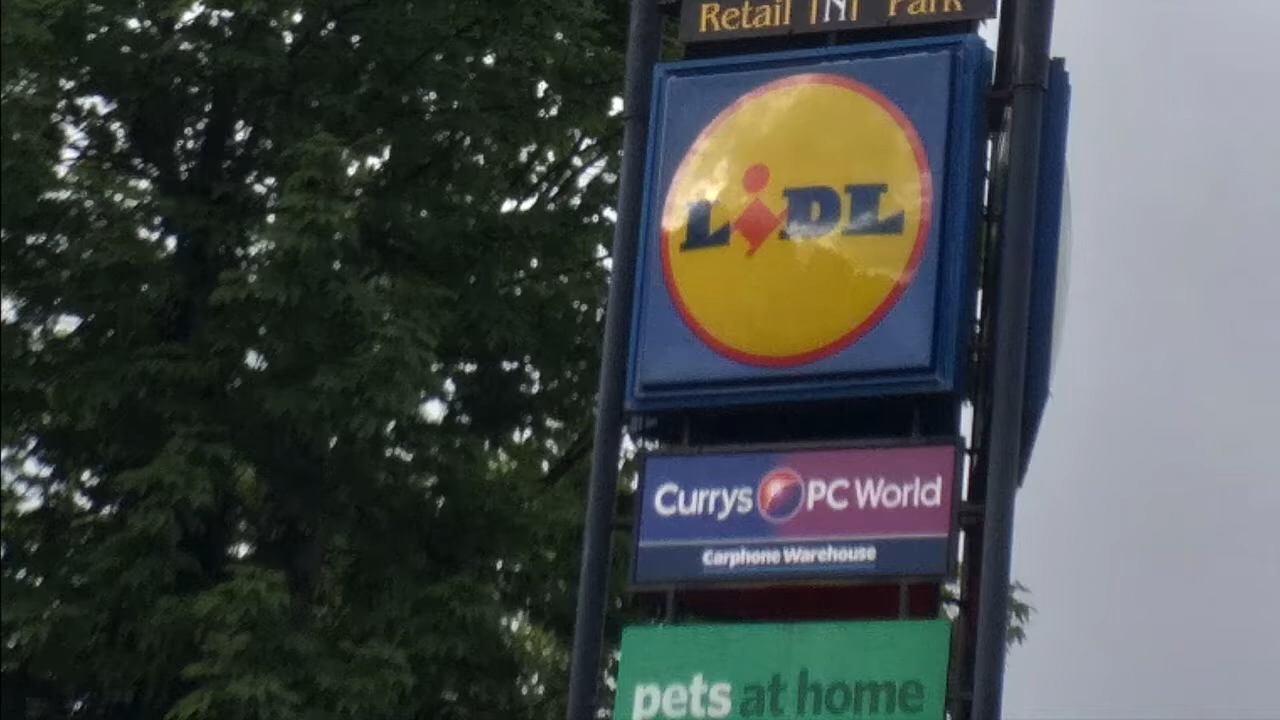 Retail N Park
LiDL
Currys PC World
Carphone Warehouse
pets at home